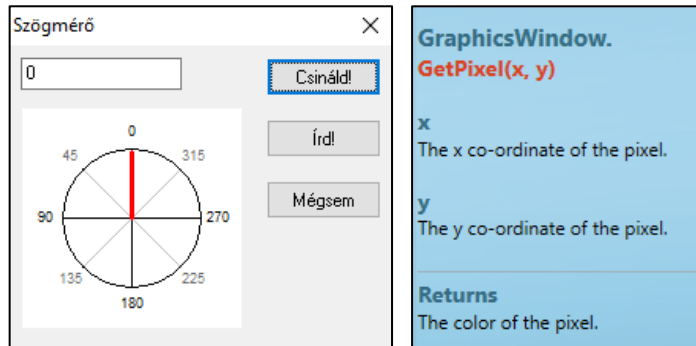 Szögmérő
0
Csináld!
Írd!
Mégsem
0
45
315
90
270
135
225
180
GraphicsWindow.
GetPixel(x, y)
x
The x co-ordinate of the pixel.
y
The y co-ordinate of the pixel.
Returns
The color of the pixel.